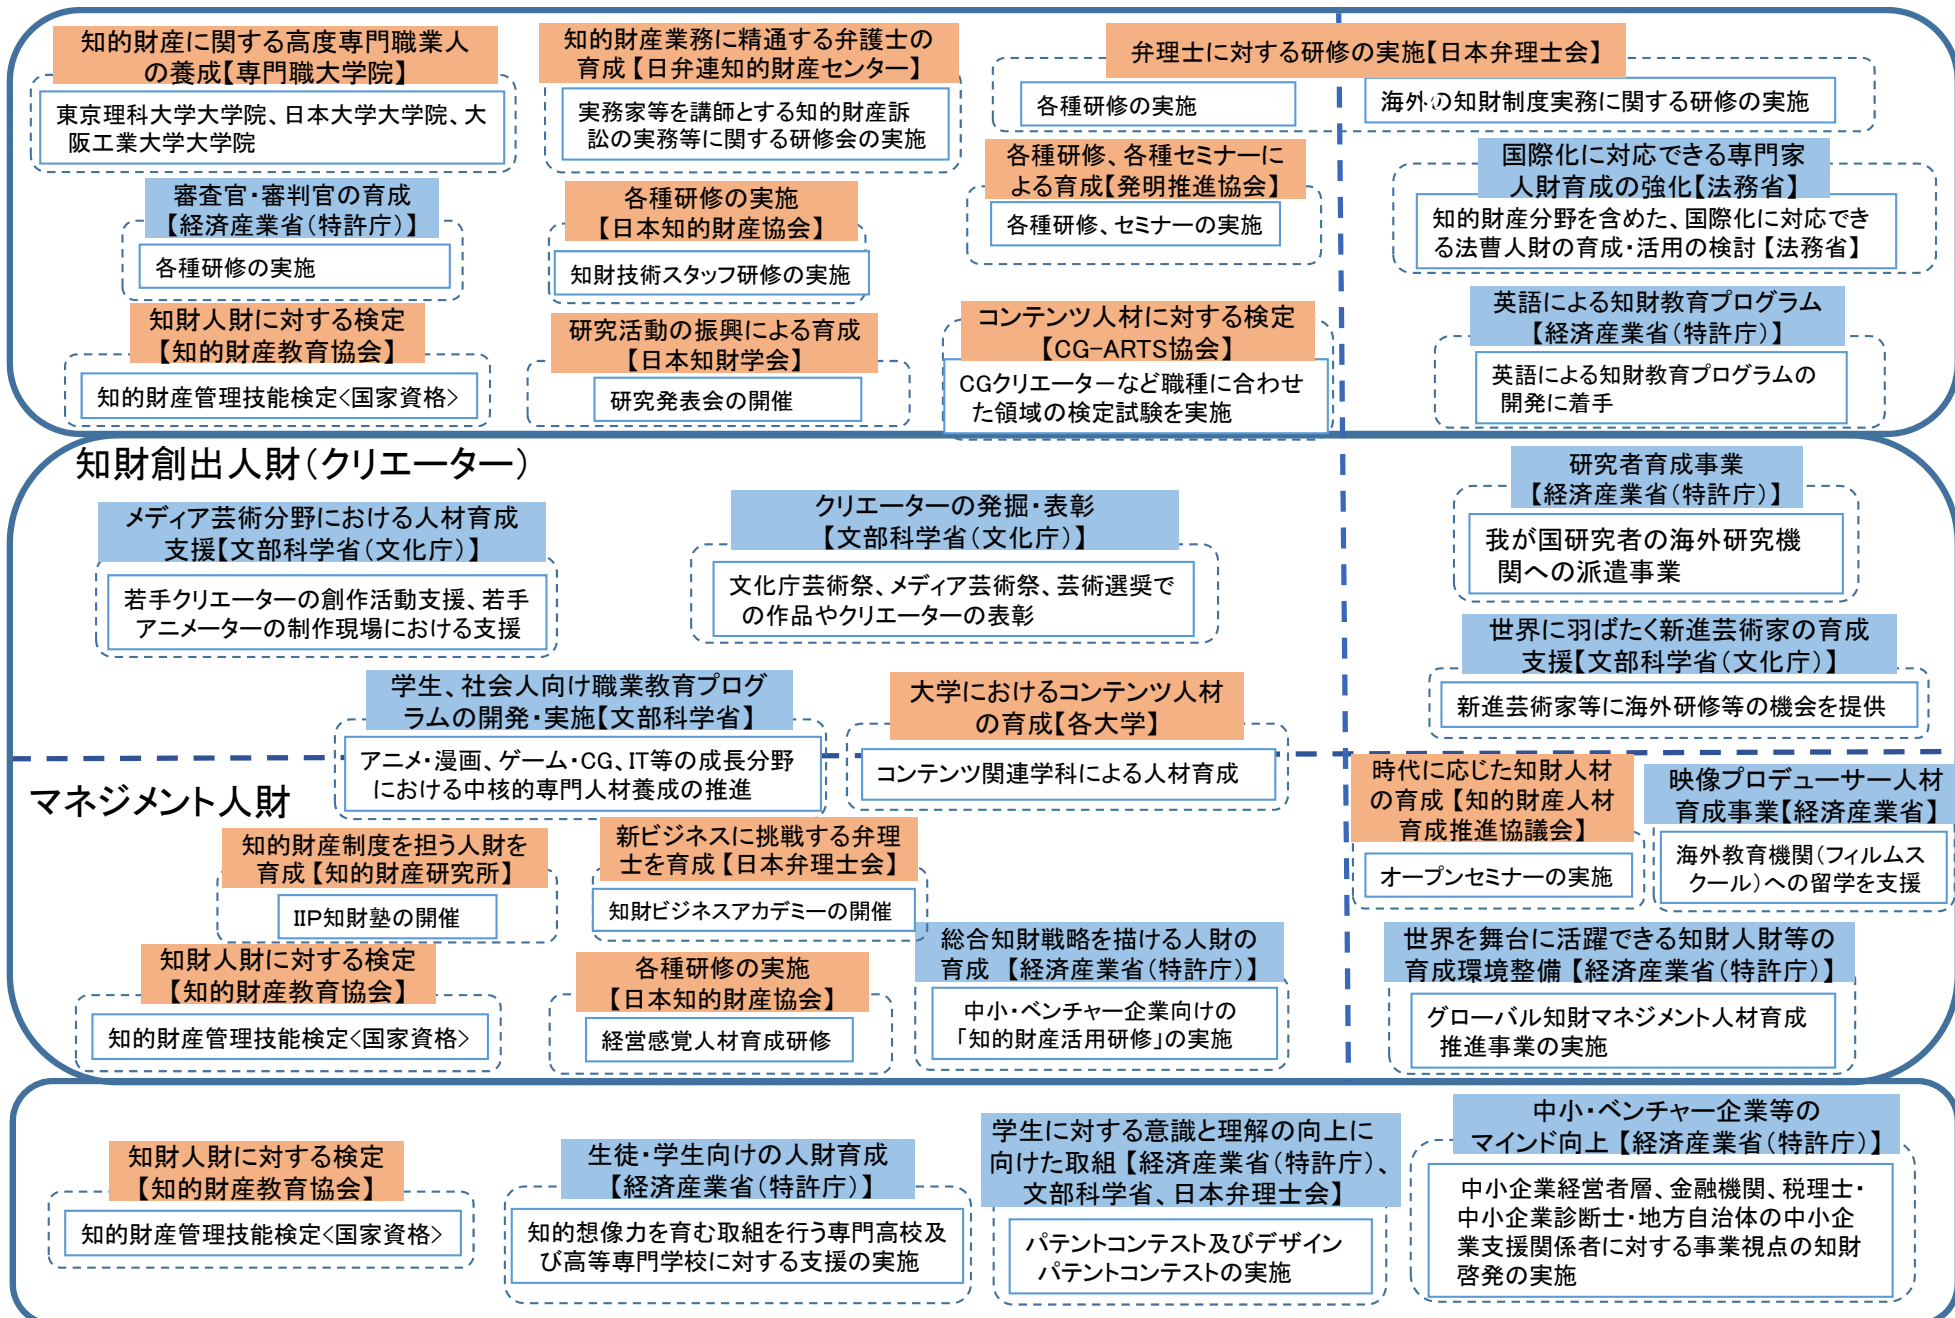 知的財産に関する高度専門職業人
の養成【専門職大学院】
東京理科大学大学院、日本大学大学院、大
阪工業大学大学院
知的財産業務に精通する弁護士の
育成【日弁連知的財産センター】
実務家等を講師とする知的財産訴
訟の実務等に関する研修会の実施
弁理士に対する研修の実施【日本弁理士会】
各種研修の実施
海外の知財制度実務に関する研修の実施
審査官・審判官の育成
【経済産業省（特許庁）】
各種研修の実施
各種研修の実施
【日本知的財産協会】
知財技術スタッフ研修の実施
各種研修、各種セミナーに
よる育成【発明推進協会】
各種研修、セミナーの実施
国際化に対応できる専門家
人財育成の強化【法務省】
知的財産分野を含めた、国際化に対応でき
る法曹人財の育成・活用の検討【法務省】
知財人財に対する検定
【知的財産教育協会】
知的財産管理技能検定<国家資格>
研究活動の振興による育成
【日本知財学会】
研究発表会の開催
コンテンツ人材に対する検定
【CG-ARTS協会】
CGクリエーターなど職種に合わせ
た領域の検定試験を実施
英語による知財教育プログラム
【経済産業省（特許庁）】
英語による知財教育プログラムの
開発に着手
知財創出人財（クリエーター）
メディア芸術分野における人材育成
支援【文部科学省（文化庁）】
若手クリエーターの創作活動支援、若手
アニメーターの制作現場における支援
クリエーターの発掘・表彰
【文部科学省（文化庁）】
文化庁芸術祭、メディア芸術祭、芸術選奨で
の作品やクリエーターの表彰
研究者育成事業
【経済産業省（特許庁）】
我が国研究者の海外研究機
関への派遣事業
世界に羽ばたく新進芸術家の育成
支援【文部科学省（文化庁）】
新進芸術家等に海外研修等の機会を提供
学生、社会人向け職業教育プログ
ラムの開発・実施【文部科学省】
アニメ・漫画、ゲーム・CG、IT等の成長分野
における中核的専門人材養成の推進
大学におけるコンテンツ人材
の育成【各大学】
コンテンツ関連学科による人材育成
マネジメント人財
時代に応じた知財人材
の育成【知的財産人材
育成推進協議会】
オープンセミナーの実施
映像プロデューサー人材
育成事業【経済産業省】
海外教育機関（フィルムス
クール）への留学を支援
知的財産制度を担う人財を
育成【知的財産研究所】
IIP知財塾の開催
新ビジネスに挑戦する弁理
士を育成【日本弁理士会】
知財ビジネスアカデミーの開催
知財人財に対する検定
【知的財産教育協会】
知的財産管理技能検定<国家資格>
各種研修の実施
【日本知的財産協会】
経営感覚人材育成研修
総合知財戦略を描ける人財の
育成 【経済産業省（特許庁）】
中小・ベンチャー企業向けの
「知的財産活用研修」の実施
世界を舞台に活躍できる知財人財等の
育成環境整備【経済産業省（特許庁）】
グローバル知財マネジメント人材育成
推進事業の実施
知財人財に対する検定
【知的財産教育協会】
知的財産管理技能検定<国家資格>
生徒・学生向けの人財育成
【経済産業省（特許庁）】
知的想像力を育む取組を行う専門高校及
び高等専門学校に対する支援の実施
学生に対する意識と理解の向上に
向けた取組【経済産業省（特許庁）、
文部科学省、日本弁理士会】
パテントコンテスト及びデザイン
パテントコンテストの実施
中小・ベンチャー企業等の
マインド向上【経済産業省（特許庁）】
中小企業経営者層、金融機関、税理士・
中小企業診断士・地方自治体の中小企
業支援関係者に対する事業視点の知財
啓発の実施